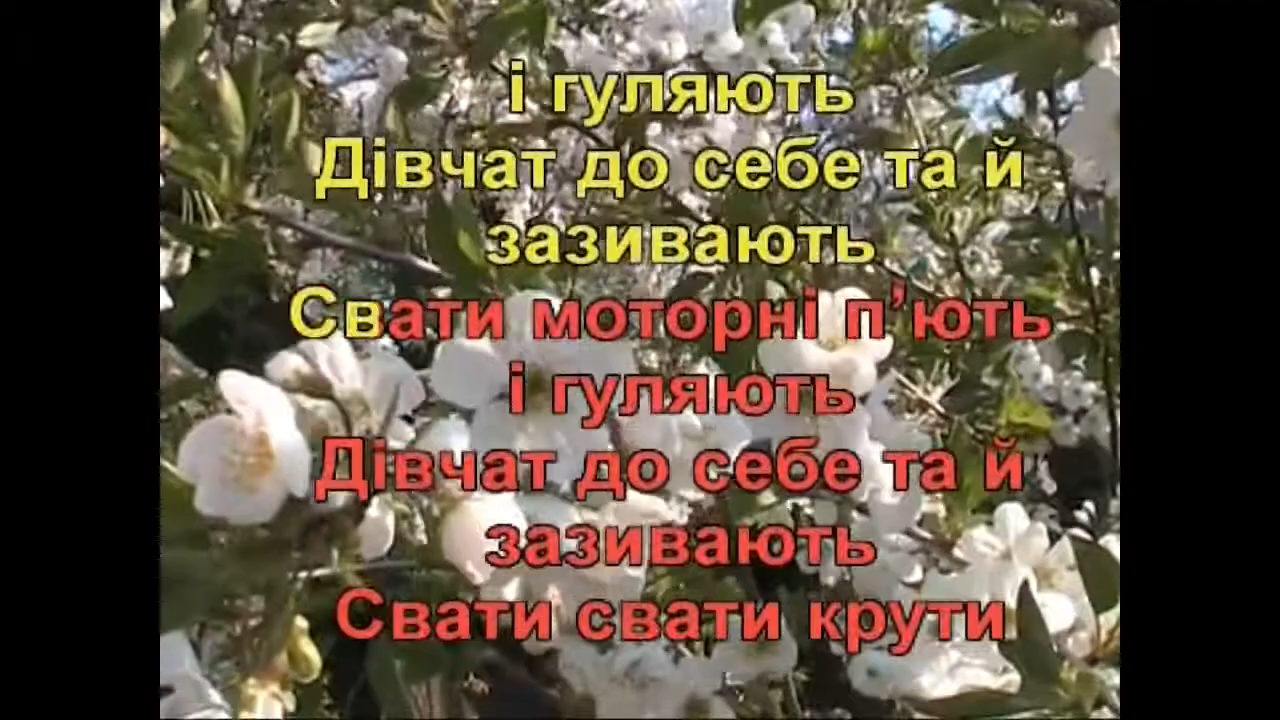 і гуляють
Дівчат до себе та й
зазивають
Свати моторні п’ють
і гуляють
Дівчат до себе та й
зазивають
Свати свати крути